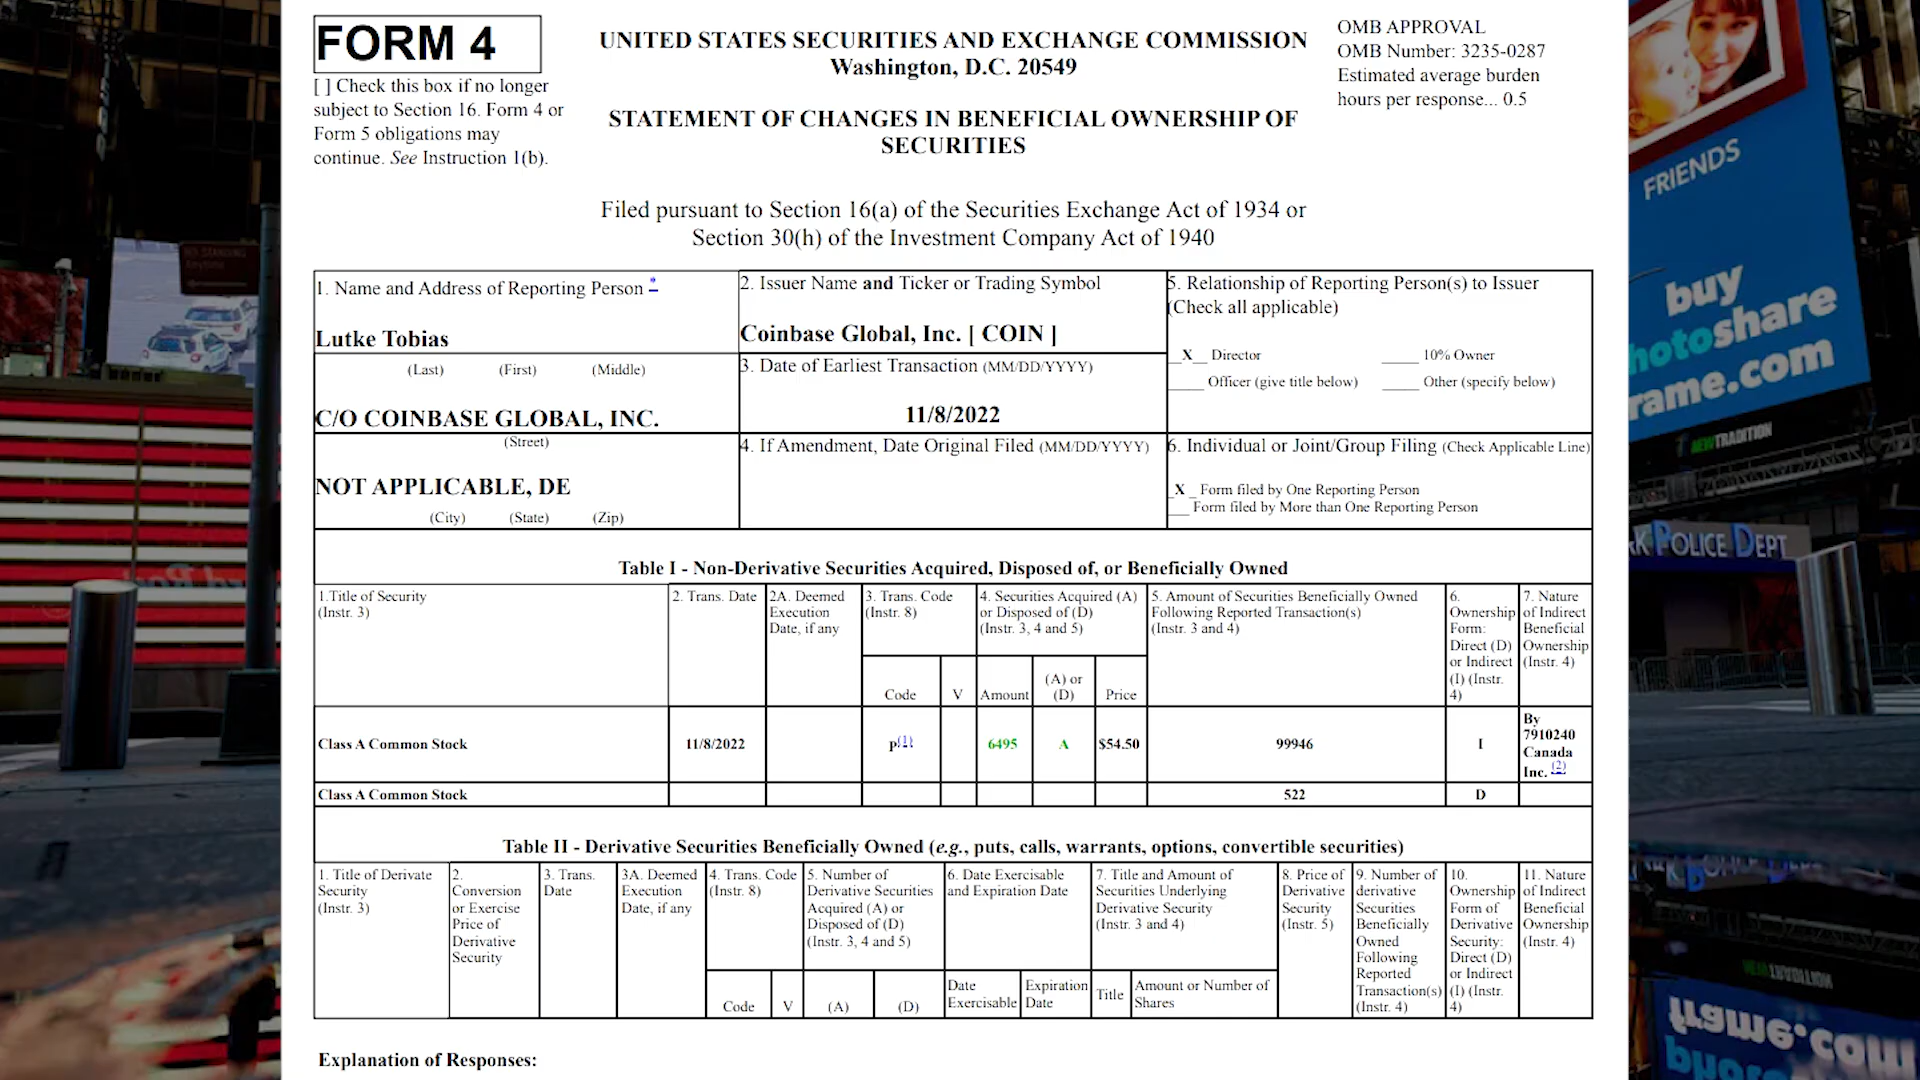 FORM 4
[ ] Check this box if no longer
subject to Section 16. Form 4 or
Form 5 obligations may
continue. See Instruction 1(b).
UNITED STATES SECURITIES AND EXCHANGE COMMISSION
Washington, D.C. 20549
STATEMENT OF CHANGES IN BENEFICIAL OWNERSHIP OF
SECURITIES
Filed pursuant to Section 16(a) of the Securities Exchange Act of 1934 or
Section 30(h) of the Investment Company Act of 1940
OMB APPROVAL
OMB Number: 3235-0287
Estimated average burden
hours per response... 0.5
1. Name and Address of Reporting Person *
Lutke Tobias
(Last) (First) (Middle)
C/O COINBASE GLOBAL, INC.
(Street)
NOT APPLICABLE, DE
(City) (State) (Zip)
2. Issuer Name and Ticker or Trading Symbol
Coinbase Global, Inc. [ COIN ]
3. Date of Earliest Transaction (MM/DD/YYYY)
11/8/2022
4. If Amendment, Date Original Filed (MM/DD/YYYY)
5. Relationship of Reporting Person(s) to Issuer
(Check all applicable)
__X__ Director _____ 10% Owner
_____ Officer (give title below) _____ Other (specify below)
6. Individual or Joint/Group Filing (Check Applicable Line)
_X _ Form filed by One Reporting Person
___ Form filed by More than One Reporting Person
Table I - Non-Derivative Securities Acquired, Disposed of, or Beneficially Owned
1.Title of Security
(Instr. 3)
2. Trans. Date
2A. Deemed
Execution
Date, if any
3. Trans. Code
(Instr. 8)
4. Securities Acquired (A)
or Disposed of (D)
(Instr. 3, 4 and 5)
5. Amount of Securities Beneficially Owned
Following Reported Transaction(s)
(Instr. 3 and 4)
6.
Ownership
Form:
Direct (D)
or Indirect
(I) (Instr.
4)
7. Nature
of Indirect
Beneficial
Ownership
(Instr. 4)
Code V Amount (A) or (D) Price
Class A Common Stock 11/8/2022 P(1) 6495 A $54.50 99946 I By 7910240 Canada Inc. (2)
Class A Common Stock 522 D
Table II - Derivative Securities Beneficially Owned (e.g., puts, calls, warrants, options, convertible securities)
1. Title of Derivate
Security
(Instr. 3)
2.
Conversion
or Exercise
Price of
Derivative
Security
3. Trans.
Date
3A. Deemed
Execution
Date, if any
4. Trans. Code
(Instr. 8)
5. Number of
Derivative Securities
Acquired (A) or
Disposed of (D)
(Instr. 3, 4 and 5)
6. Date Exercisable
and Expiration Date
7. Title and Amount of
Securities Underlying
Derivative Security
(Instr. 3 and 4)
8. Price of
Derivative
Security
(Instr. 5)
9. Number of
derivative
Securities
Beneficially
Owned
Following
Reported
Transaction(s)
(Instr. 4)
10.
Ownership
Form of
Derivative
Security:
Direct (D)
or Indirect
(I) (Instr.
4)
11. Nature
of Indirect
Beneficial
Ownership
(Instr. 4)
Code V (A) (D)
Date
Exercisable
Expiration
Date
Title
Amount or Number of
Shares
Explanation of Responses:
FRIENDS
buy
hotoshare
rame.com
NEWTRADITION
RK POLICE DEPT
frame.com